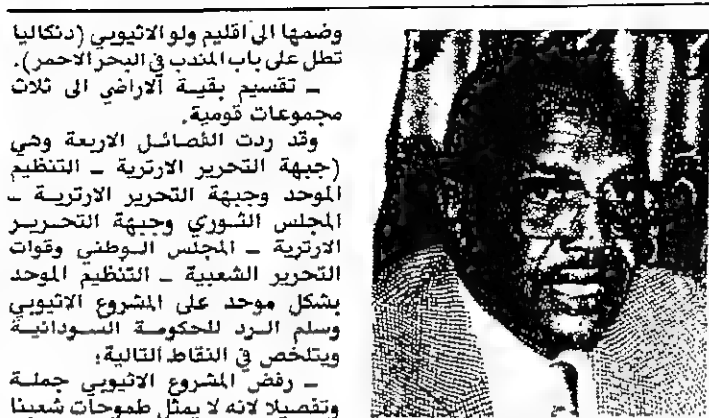 وضمها الى اقليم ولو الاثيوبي (دنكاليا
تطل على باب المندب في البحر الاحمر).
ـ تقسيم بقية الاراضي الى ثلاث
مجموعات قومية.
وقد ردت الفصائل الاربعة وهي
(جبهة التحرير الارترية ـ التنظيم
الموحد وجبهة التحرير الارترية ـ
المجلس الثوري وجبهة التحرير
الارترية ـ المجلس الوطني وقوات
التحرير الشعبية ـ التنظيم الموحد
بشكل موحد على المشروع الاثيوبي
وسلم الرد للحكومة السودانية
ويتلخص في النقاط التالية:
ـ رفض المشروع الاثيوبي جملة
وتفصيلا لانه لا يمثل طموحات شعبنا